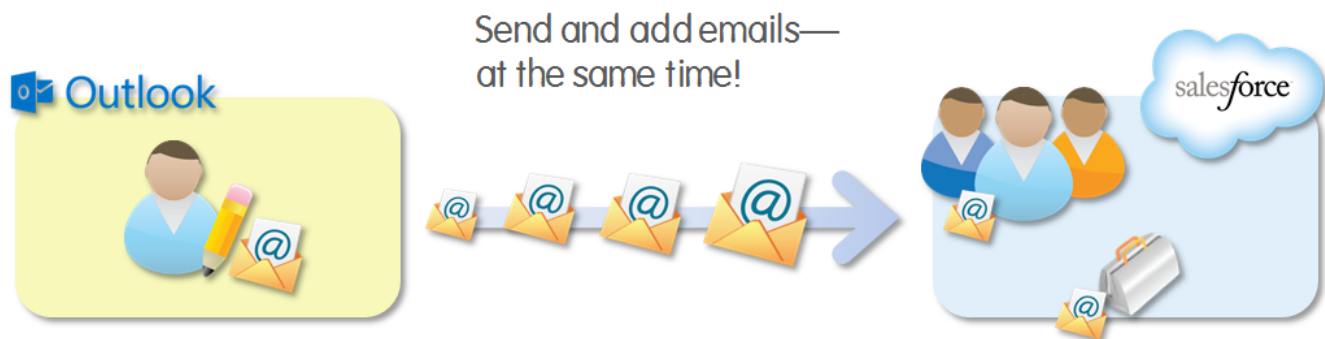 Send and add emails—
at the same time!
Outlook
salesforce